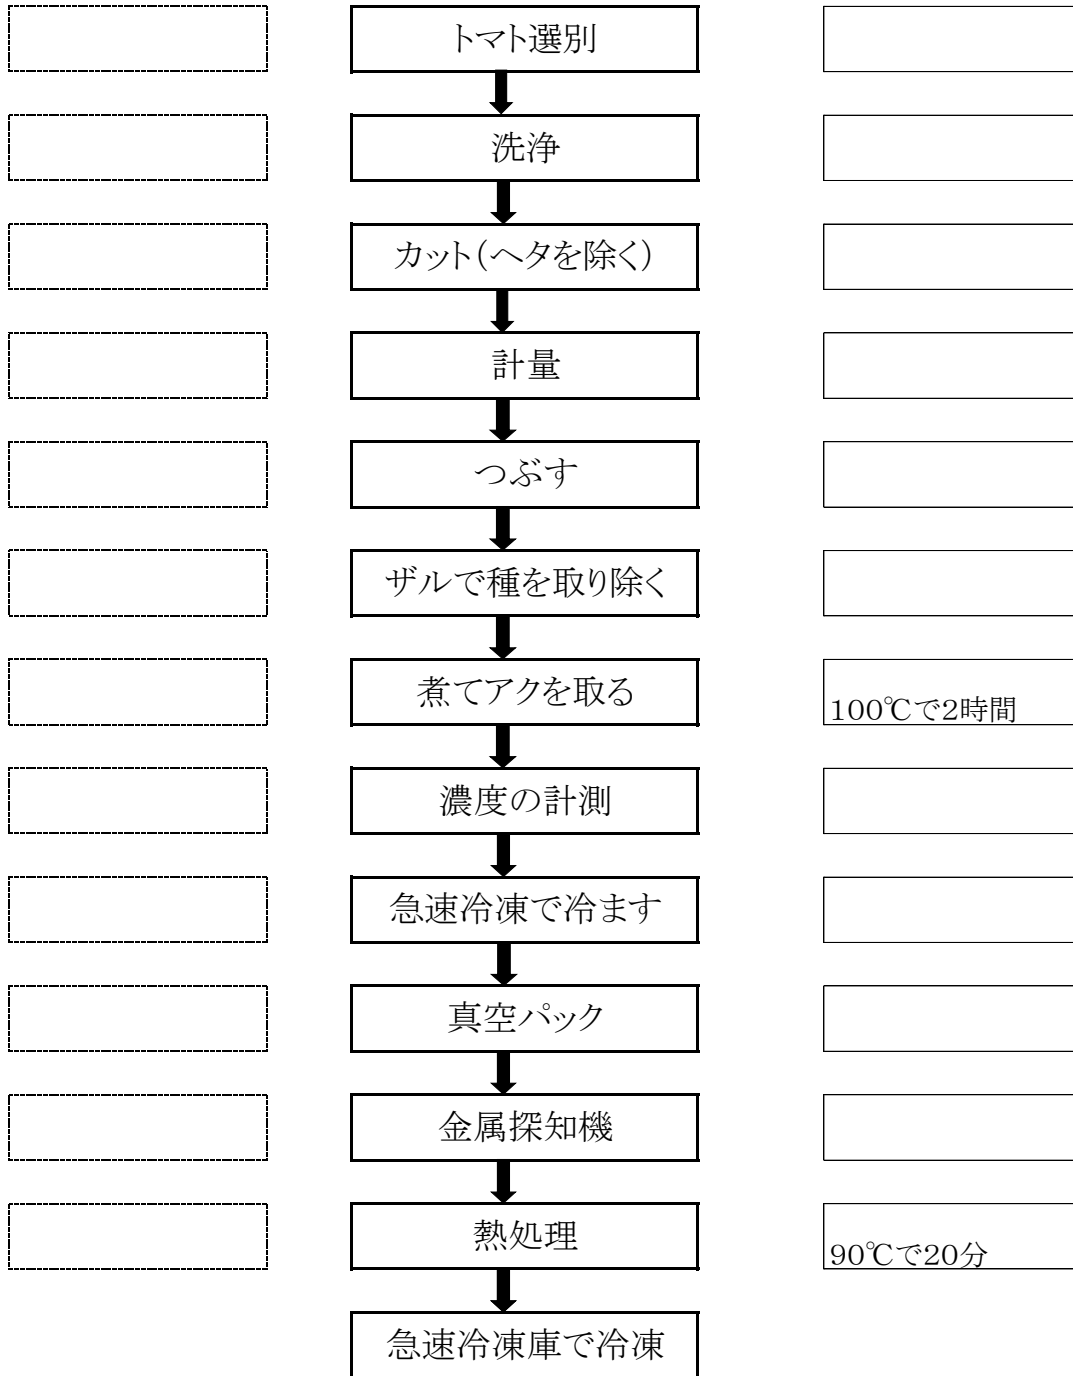 トマト選別
洗浄
カット(ヘタを除く)
計量
つぶす
ザルで種を取り除く
煮てアクを取る
100℃で2時間
濃度の計測
急速冷凍で冷ます
真空パック
金属探知機
熱処理
90℃で20分
急速冷凍庫で冷凍